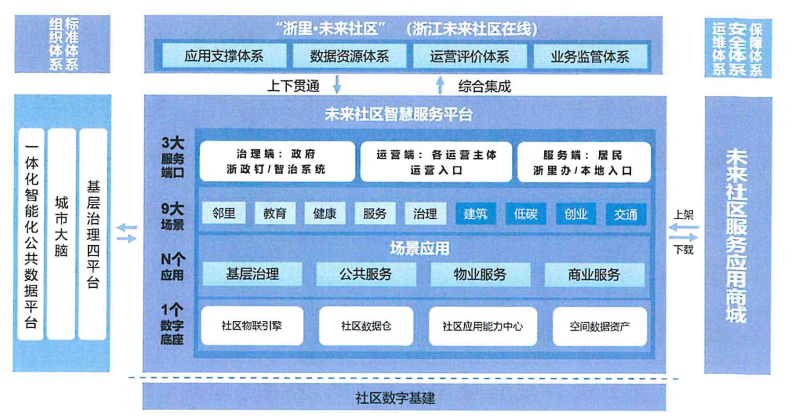 标准体系
组织体系
“浙里·未来社区” （浙江未来社区在线）
应用支撑体系
数据资源体系
运营评价体系
业务监管体系
保障体系
安全体系
运维体系
上下贯通
综合集成
一体化智能化公共数据平台
城市大脑
基层治理四平台
未来社区智慧服务平台
3大
服务
端口
治理端：政府
浙政钉/智治系统
运营端：各运营主体
运营入口
服务端：居民
浙里办/本地入口
9大
场景
邻里
教育
健康
服务
治理
建筑
低碳
创业
交通
N个
应用
场景应用
基层治理
公共服务
物业服务
商业服务
1个
数字
底座
社区物联引擎
社区数据仓
社区应用能力中心
空间数据资产
上架
下载
未来社区服务应用商城
社区数字基建